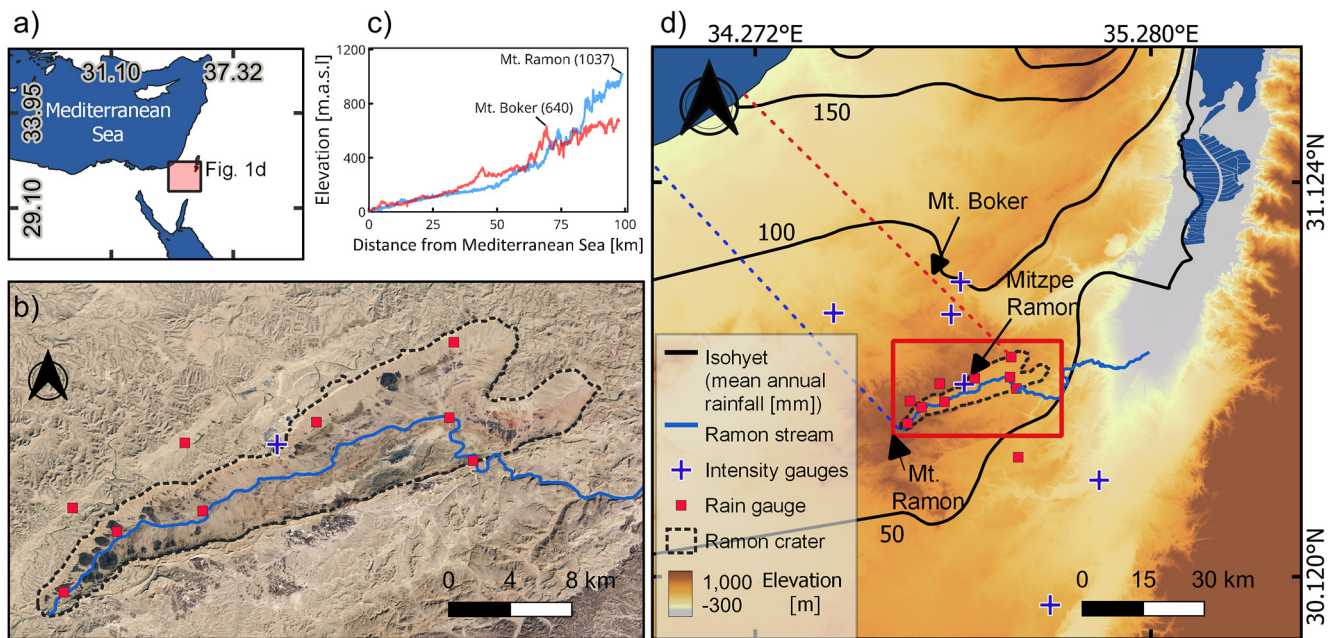 a)
31.10
37.32
33.95
29.10
Mediterranean
Sea
Fig. 1d
c)
Elevation [m.a.s.l]
1200
800
400
0
0
25
50
75
100
Mt. Ramon (1037)
Mt. Boker (640)
Distance from Mediterranean Sea [km]
b)
0
4
8 km
d)
34.272°E
35.280°E
31.124°N
30.120°N
150
100
50
Mt. Boker
Mitzpe
Ramon
Mt.
Ramon
Isohyet
(mean annual
rainfall [mm])
Ramon stream
Intensity gauges
Rain gauge
Ramon crater
1,000
-300
Elevation
[m]
0
15
30 km